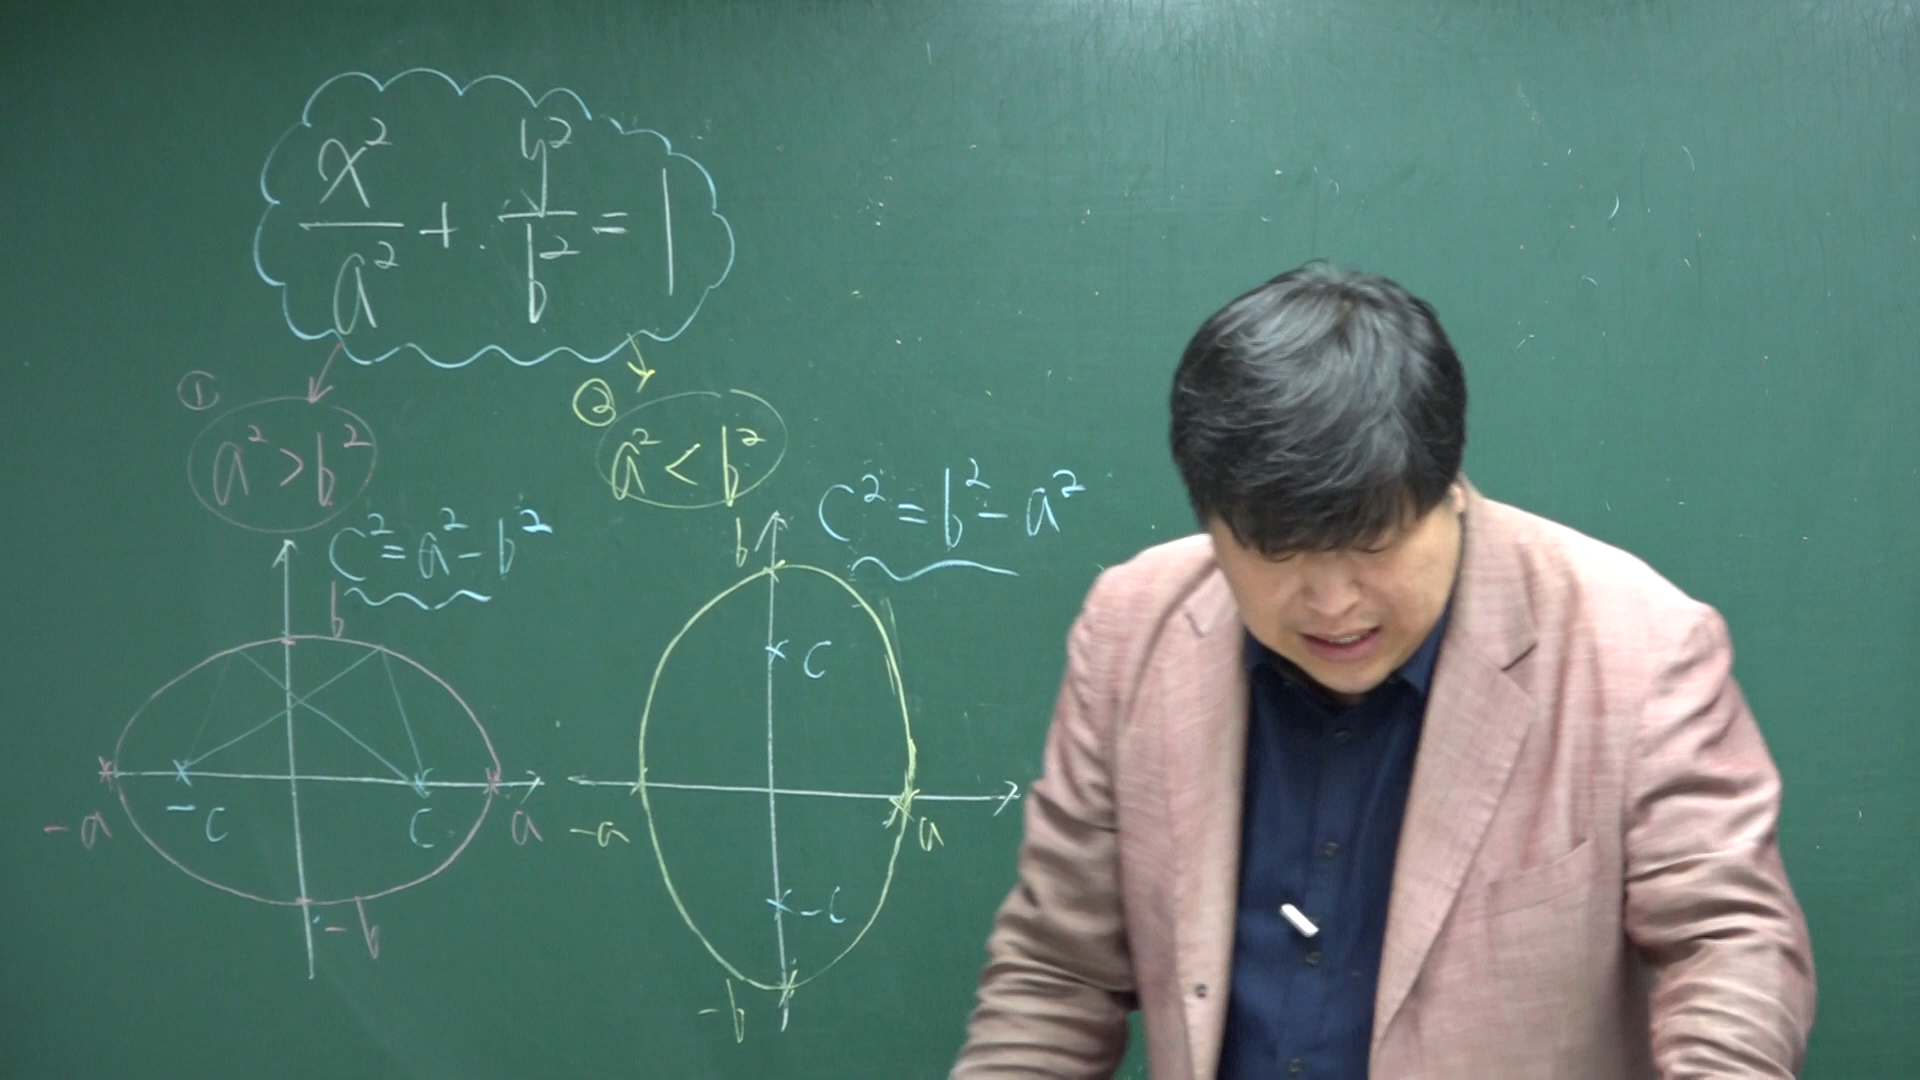 x²/a² + y²/b² = 1
①
a² > b²
c² = a² - b²
b
-a
-c
c
a
-b
②
a² < b²
c² = b² - a²
b
c
-a
a
-c
-b